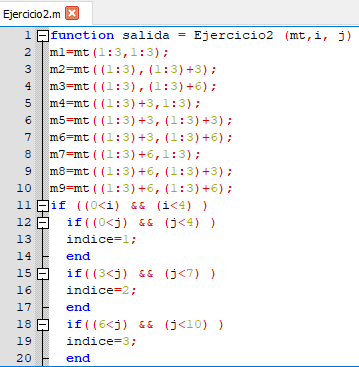 Ejercicio2.m
1 function salida = Ejercicio2 (mt,i, j)
2 m1=mt(1:3,1:3);
3 m2=mt((1:3),(1:3)+3);
4 m3=mt((1:3),(1:3)+6);
5 m4=mt((1:3)+3,1:3);
6 m5=mt((1:3)+3,(1:3)+3);
7 m6=mt((1:3)+3,(1:3)+6);
8 m7=mt((1:3)+6,1:3);
9 m8=mt((1:3)+6,(1:3)+3);
10 m9=mt((1:3)+6,(1:3)+6);
11 if ((0<i) && (i<4) )
12 if((0<j) && (j<4) )
13 indice=1;
14 end
15 if((3<j) && (j<7) )
16 indice=2;
17 end
18 if((6<j) && (j<10) )
19 indice=3;
20 end